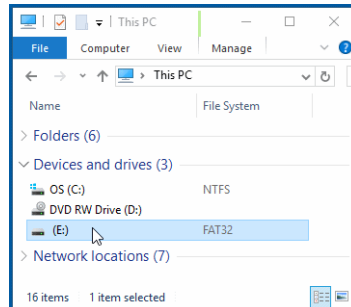 This PC
File Computer View Manage
This PC
Name File System
Folders (6)
Devices and drives (3)
OS (C:) NTFS
DVD RW Drive (D:)
(E:) FAT32
Network locations (7)
16 items 1 item selected